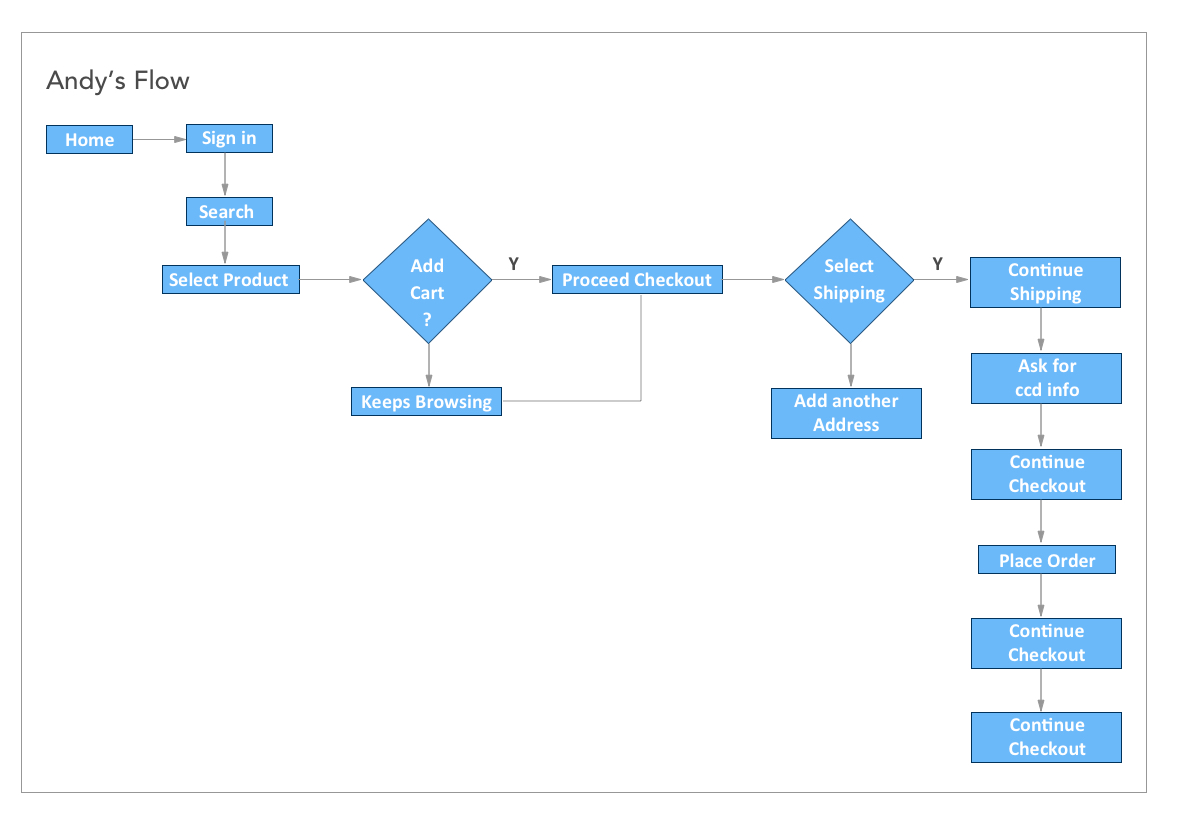 Andy’s Flow
Home
Sign in
Search
Select Product
Add
Cart
?
Y
Proceed Checkout
Keeps Browsing
Select
Shipping
Y
Add another
Address
Continue
Shipping
Ask for
ccd info
Continue
Checkout
Place Order
Continue
Checkout
Continue
Checkout